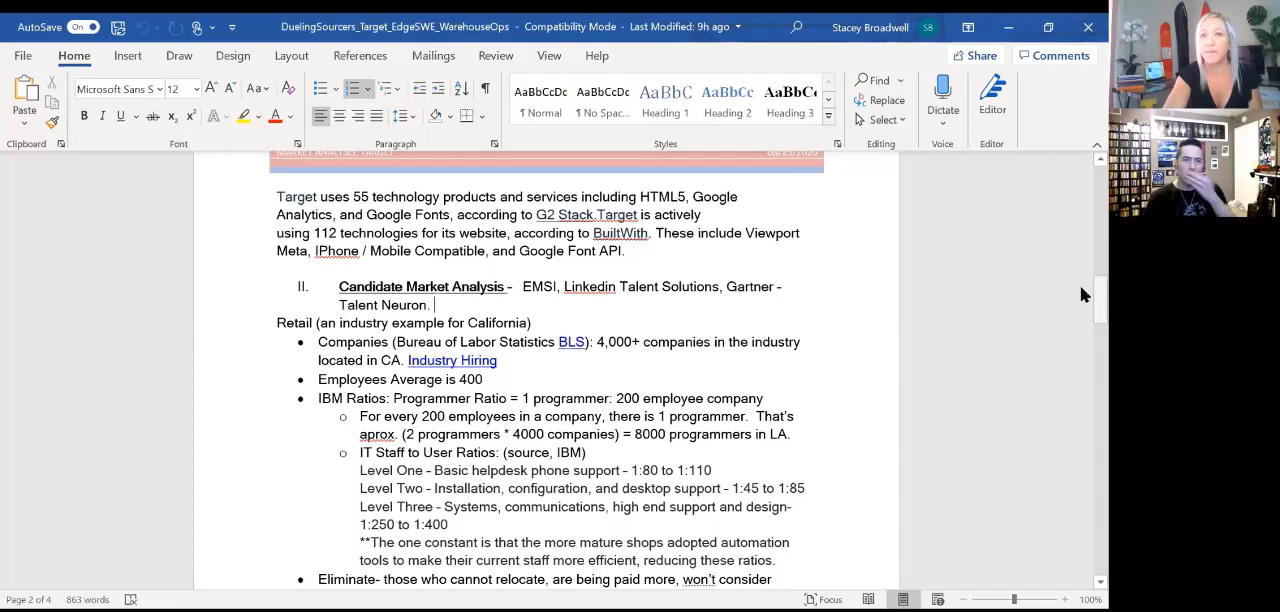 AutoSave On DuelingSourcers_Target_EdgeSWE_WarehouseOps - Compatibility Mode - Last Modified: 9h ago Stacey Broadwell SB
File Home Insert Draw Design Layout References Mailings Review View Help Share Comments
Paste Microsoft Sans S 12 Aa AaBbCcDc AaBbCcDc AaBbC AaBbCc AaBbCc Find Replace Select Dictate Editor
B I U ab x₂ x² A A ¶ Normal ¶ No Spac... Heading 1 Heading 2 Heading 3
Clipboard Font Paragraph Styles Editing Voice Editor
MARKET ANALYSIS: TARGET 08/25/2020
Target uses 55 technology products and services including HTML5, Google
Analytics, and Google Fonts, according to G2 Stack.Target is actively
using 112 technologies for its website, according to BuiltWith. These include Viewport
Meta, IPhone / Mobile Compatible, and Google Font API.
II. Candidate Market Analysis - EMSI, Linkedin Talent Solutions, Gartner -
Talent Neuron.
Retail (an industry example for California)
• Companies (Bureau of Labor Statistics BLS): 4,000+ companies in the industry
located in CA. Industry Hiring
• Employees Average is 400
• IBM Ratios: Programmer Ratio = 1 programmer: 200 employee company
o For every 200 employees in a company, there is 1 programmer. That's
aprox. (2 programmers * 4000 companies) = 8000 programmers in LA.
o IT Staff to User Ratios: (source, IBM)
Level One - Basic helpdesk phone support - 1:80 to 1:110
Level Two - Installation, configuration, and desktop support - 1:45 to 1:85
Level Three - Systems, communications, high end support and design-
1:250 to 1:400
**The one constant is that the more mature shops adopted automation
tools to make their current staff more efficient, reducing these ratios.
• Eliminate- those who cannot relocate, are being paid more, won't consider
Page 2 of 4 863 words Focus 100%